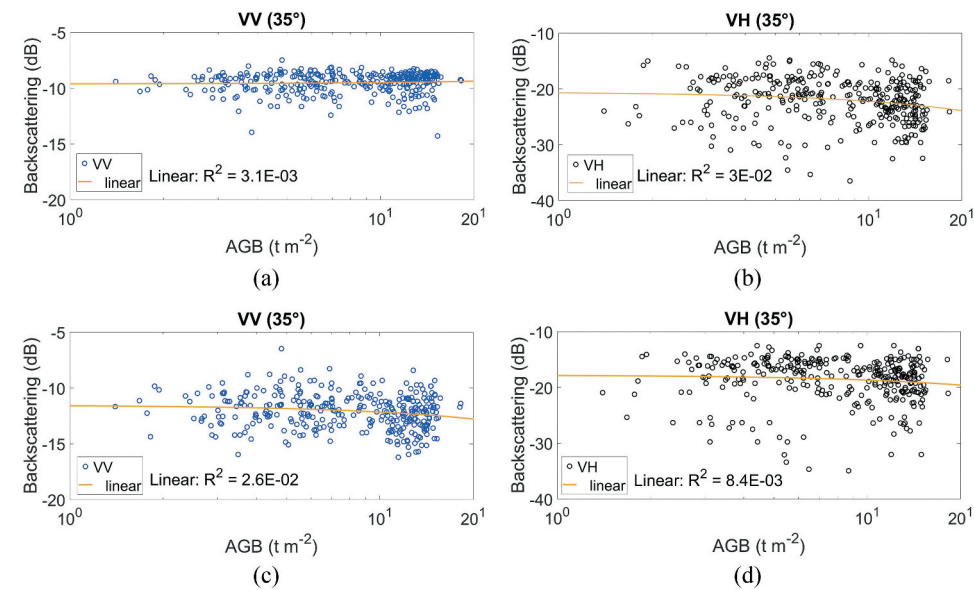 VV (35°)
-5
-10
-15
-20
Backscattering (dB)
VV
linear
Linear: R² = 3.1E-03
10⁰
10¹
20¹
AGB (t m⁻²)
(a)
VH (35°)
-10
-20
-30
-40
Backscattering (dB)
VH
linear
Linear: R² = 3E-02
10⁰
10¹
20¹
AGB (t m⁻²)
(b)
VV (35°)
-5
-10
-15
-20
Backscattering (dB)
VV
linear
Linear: R² = 2.6E-02
10⁰
10¹
20¹
AGB (t m⁻²)
(c)
VH (35°)
-10
-20
-30
-40
Backscattering (dB)
VH
linear
Linear: R² = 8.4E-03
10⁰
10¹
20¹
AGB (t m⁻²)
(d)